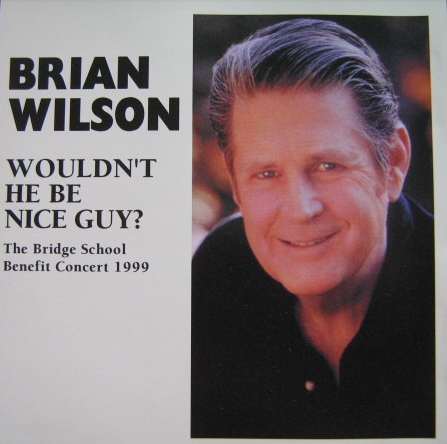 BRIAN
WILSON
WOULDN'T
HE BE
NICE GUY?
The Bridge School
Benefit Concert 1999